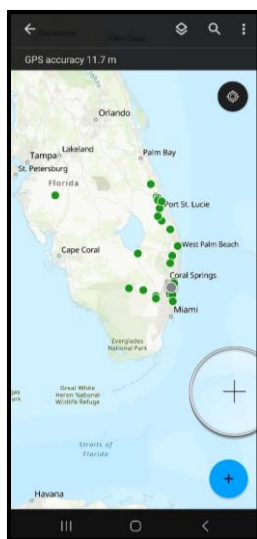 GPS accuracy 11.7 m
Orlando
Lakeland
Tampa
Palm Bay
St. Petersburg
Florida
Port St. Lucie
West Palm Beach
Cape Coral
Coral Springs
Miami
Everglades
National Park
Great White
Heron National
Wildlife Refuge
Straits of
Florida
Havana